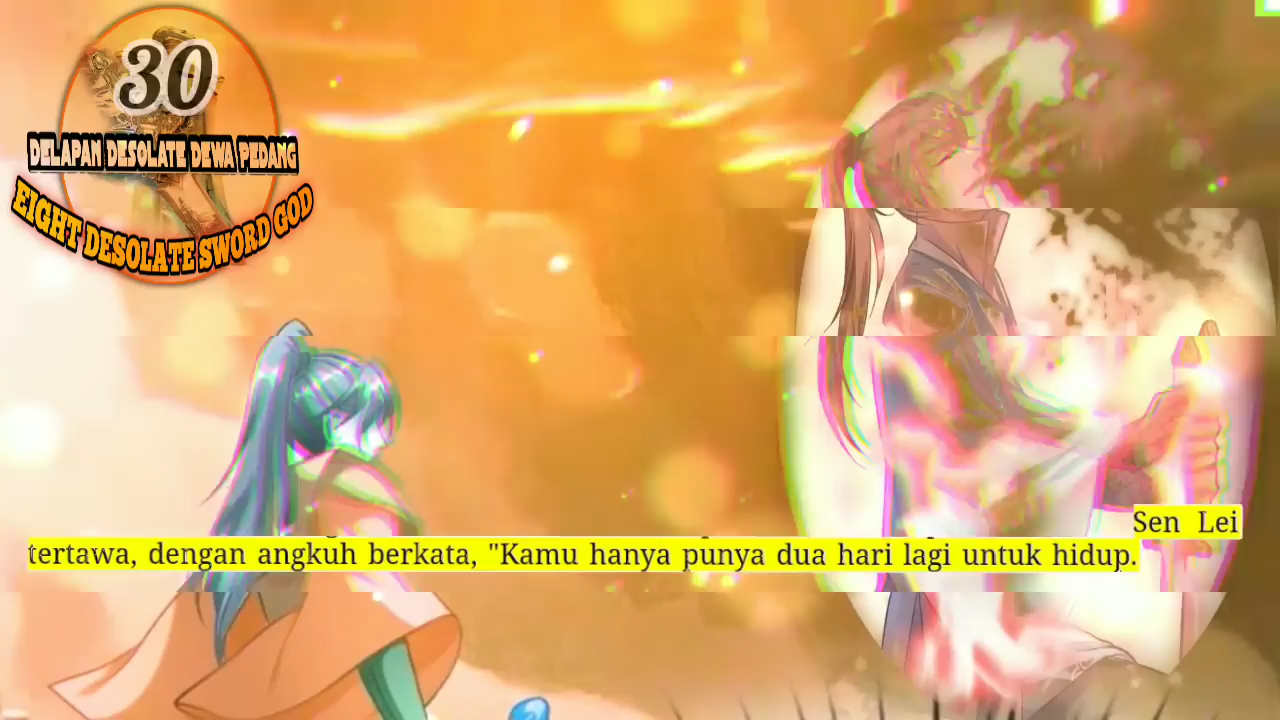 30
DELAPAN DESOLATE DEWA PEDANG
EIGHT DESOLATE SWORD GOD
Sen Lei
tertawa, dengan angkuh berkata, "Kamu hanya punya dua hari lagi untuk hidup.